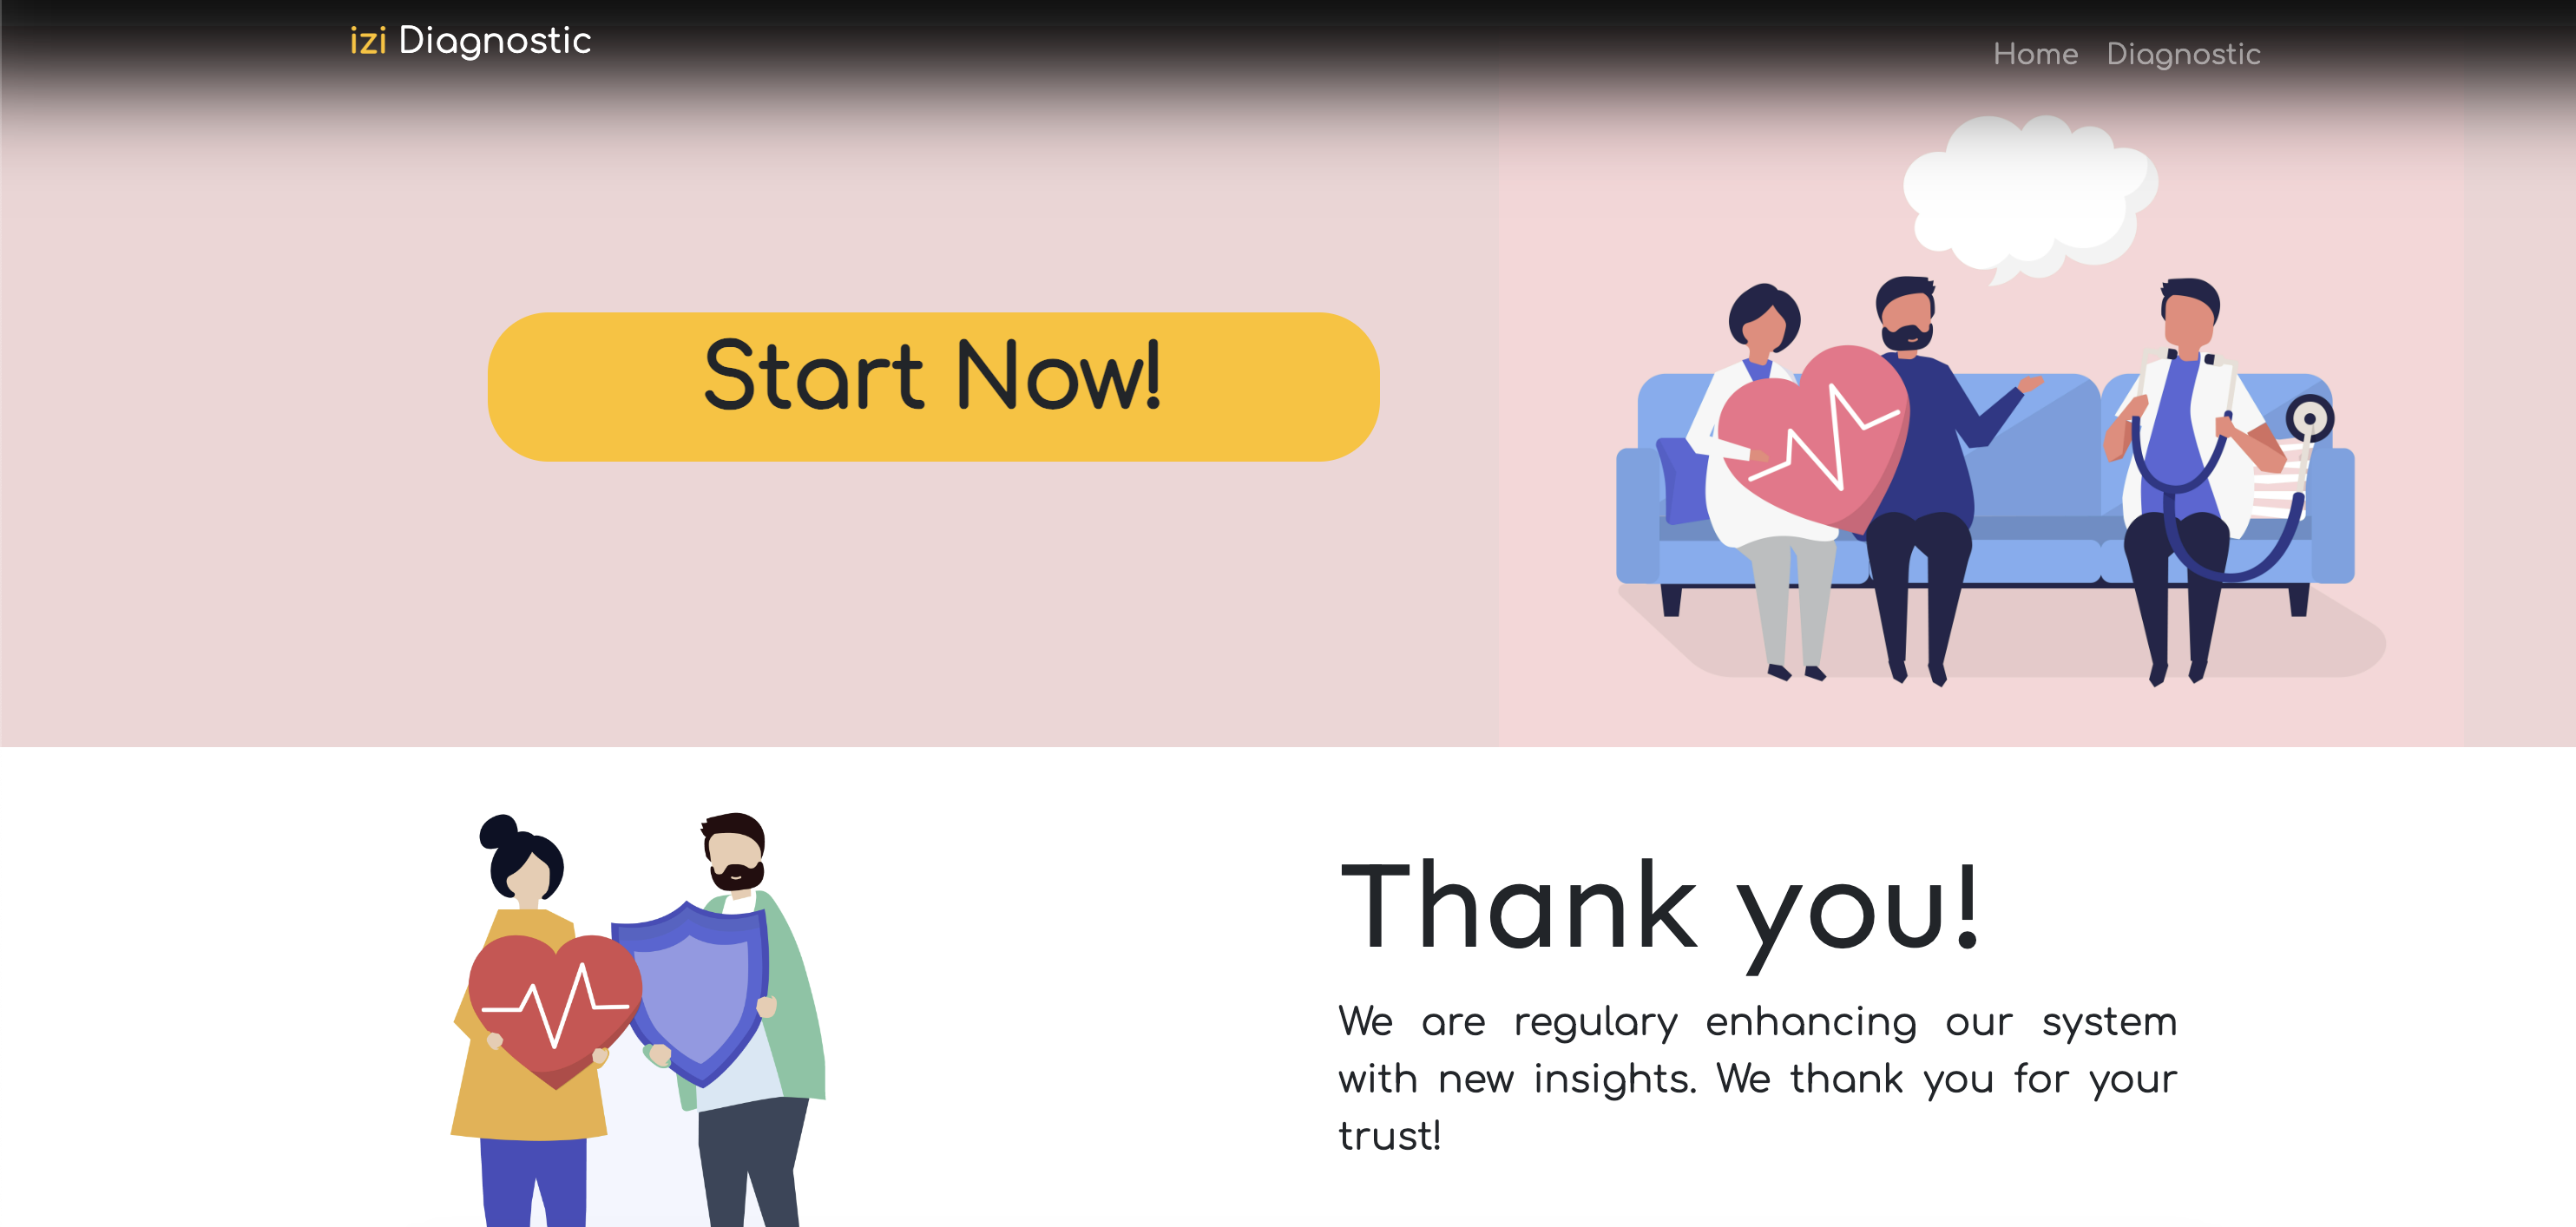 izi Diagnostic
Home Diagnostic
Start Now!
Thank you!
We are regulary enhancing our system
with new insights. We thank you for your
trust!